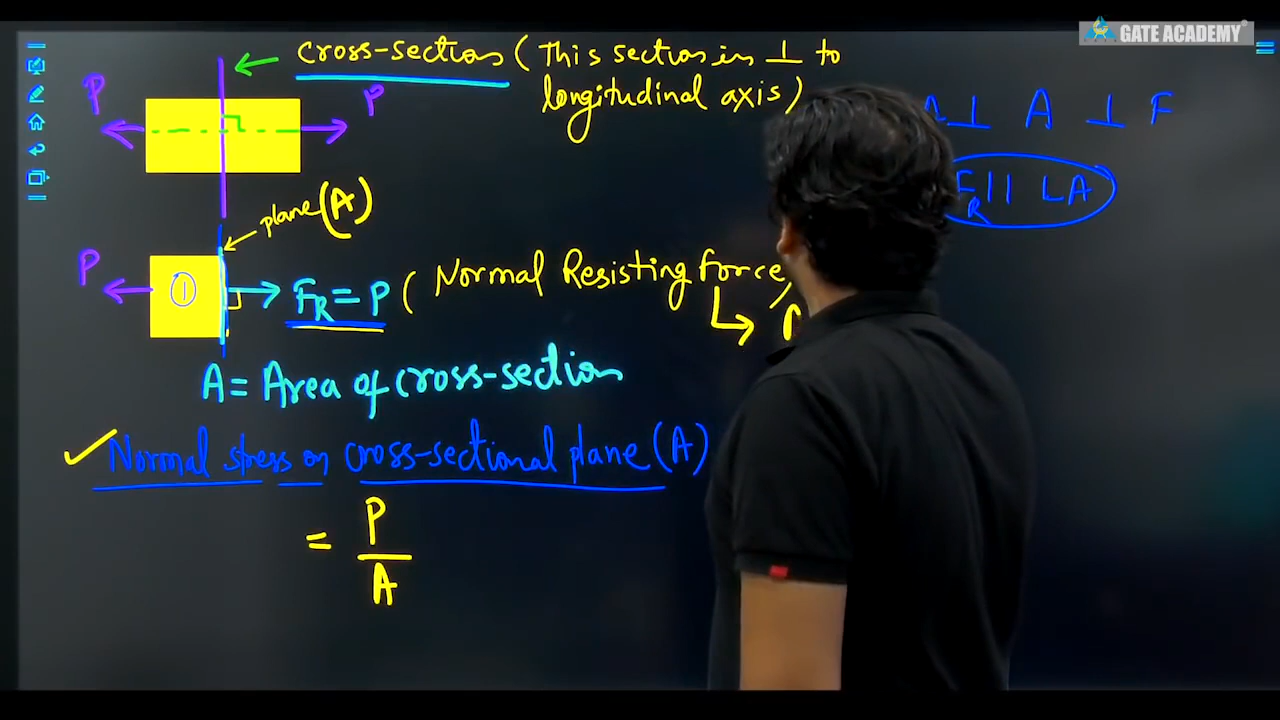 GATE ACADEMY
cross-section (This section is ⊥ to
longitudinal axis)
P
P
⊥ A ⊥ F
plane (A)
F_R || LA
P
1
F_R = P (Normal Resisting force
A = Area of cross-section
✓ Normal stress on cross-sectional plane (A)
= P
A